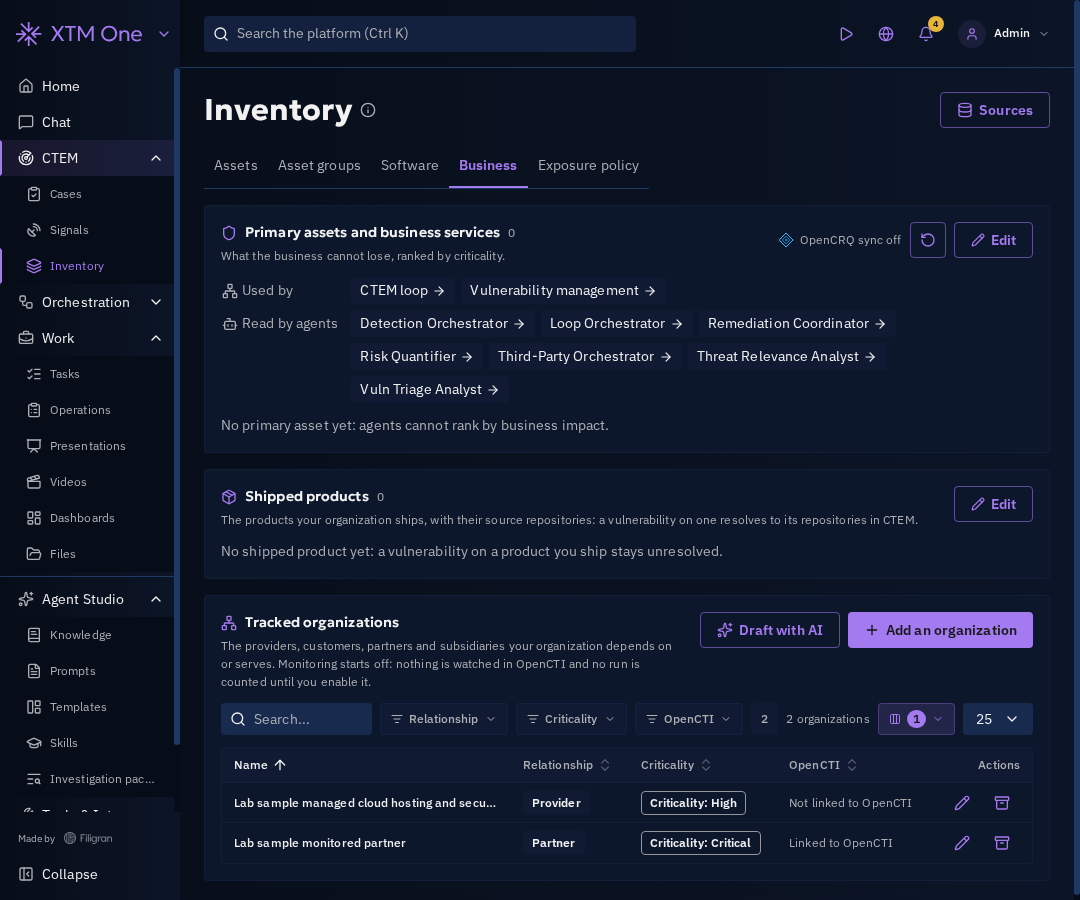 XTM One
Search the platform (Ctrl K)
4
Admin
Home
Chat
CTEM
Cases
Signals
Inventory
Orchestration
Work
Tasks
Operations
Presentations
Videos
Dashboards
Files
Agent Studio
Knowledge
Prompts
Templates
Skills
Investigation pac...
Made by Filigran
Collapse
Inventory
Sources
Assets Asset groups Software Business Exposure policy
Primary assets and business services 0
OpenCRQ sync off
Edit
What the business cannot lose, ranked by criticality.
Used by CTEM loop → Vulnerability management →
Read by agents Detection Orchestrator → Loop Orchestrator → Remediation Coordinator →
Risk Quantifier → Third-Party Orchestrator → Threat Relevance Analyst →
Vuln Triage Analyst →
No primary asset yet: agents cannot rank by business impact.
Shipped products 0
Edit
The products your organization ships, with their source repositories: a vulnerability on one resolves to its repositories in CTEM.
No shipped product yet: a vulnerability on a product you ship stays unresolved.
Tracked organizations
Draft with AI
+ Add an organization
The providers, customers, partners and subsidiaries your organization depends on
or serves. Monitoring starts off: nothing is watched in OpenCTI and no run is
counted until you enable it.
Search... Relationship Criticality OpenCTI 2 2 organizations 1 25
Name ↑ Relationship Criticality OpenCTI Actions
Lab sample managed cloud hosting and secu... Provider Criticality: High Not linked to OpenCTI
Lab sample monitored partner Partner Criticality: Critical Linked to OpenCTI